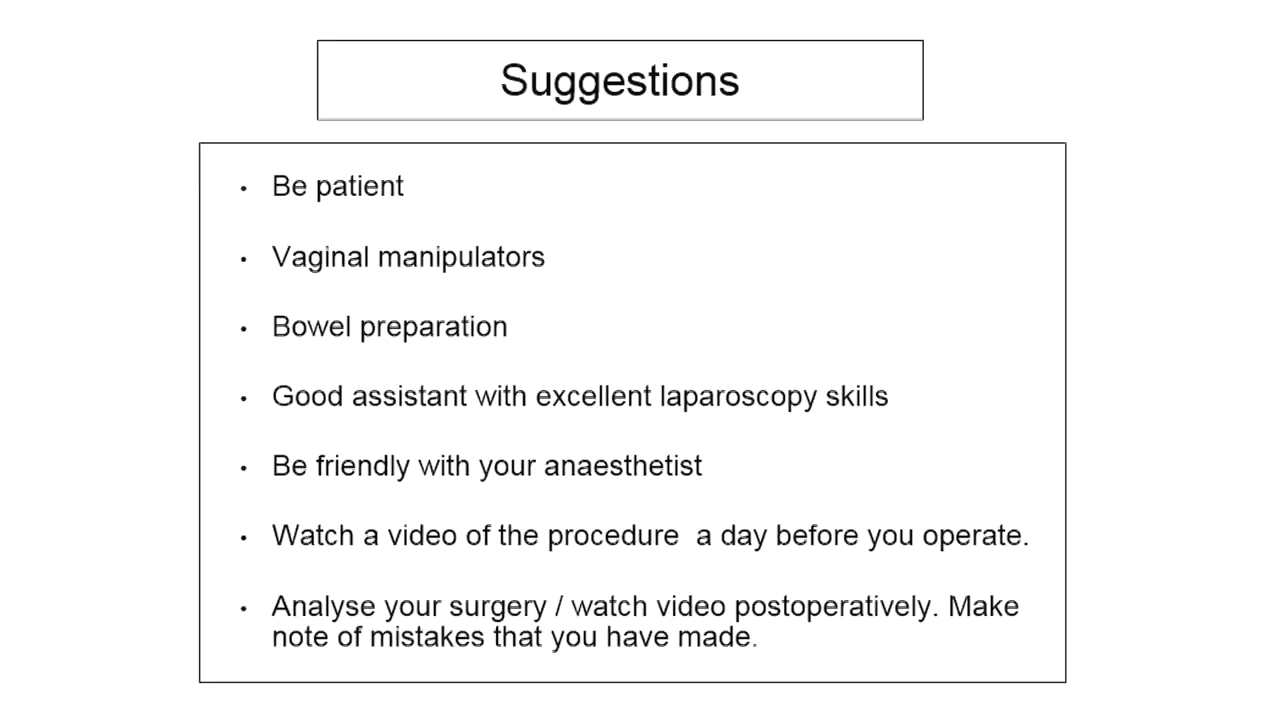 Suggestions
• Be patient
• Vaginal manipulators
• Bowel preparation
• Good assistant with excellent laparoscopy skills
• Be friendly with your anaesthetist
• Watch a video of the procedure  a day before you operate.
• Analyse your surgery / watch video postoperatively. Make
note of mistakes that you have made.